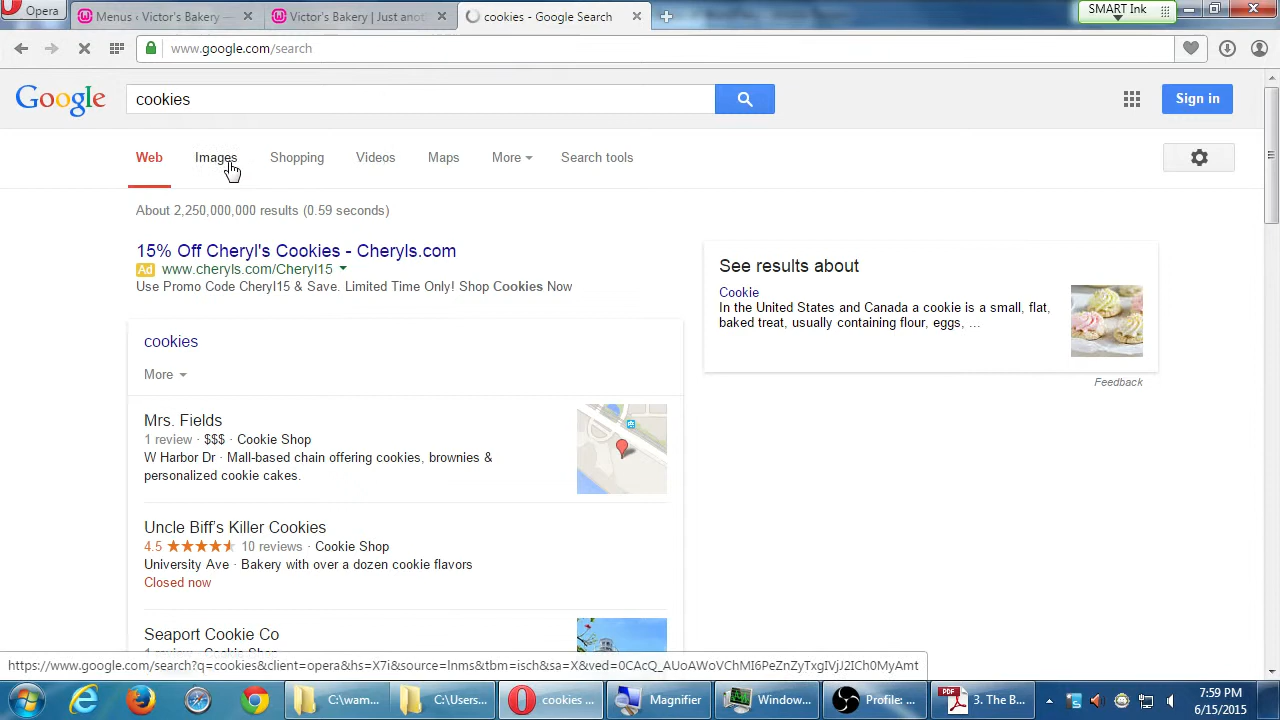 Opera
Menus ‹ Victor's Bakery —
Victor's Bakery | Just anot
cookies - Google Search
SMART Ink
www.google.com/search
Google
cookies
Sign in
Web
Images
Shopping
Videos
Maps
More
Search tools
About 2,250,000,000 results (0.59 seconds)
15% Off Cheryl's Cookies - Cheryls.com
Ad www.cheryls.com/Cheryl15
Use Promo Code Cheryl15 & Save. Limited Time Only! Shop Cookies Now
See results about
Cookie
In the United States and Canada a cookie is a small, flat,
baked treat, usually containing flour, eggs, ...
Feedback
cookies
More
Mrs. Fields
1 review · $$$ · Cookie Shop
W Harbor Dr · Mall-based chain offering cookies, brownies &
personalized cookie cakes.
Uncle Biff's Killer Cookies
4.5 10 reviews · Cookie Shop
University Ave · Bakery with over a dozen cookie flavors
Closed now
Seaport Cookie Co
https://www.google.com/search?q=cookies&client=opera&hs=X7i&source=lnms&tbm=isch&sa=X&ved=0CAcQ_AUoAWoVChMI6PeZnZyTxgIVjJ2ICh0MyAmt
C:\wam...
C:\Users...
cookies ...
Magnifier
Window...
Profile: ...
3. The B...
7:59 PM
6/15/2015